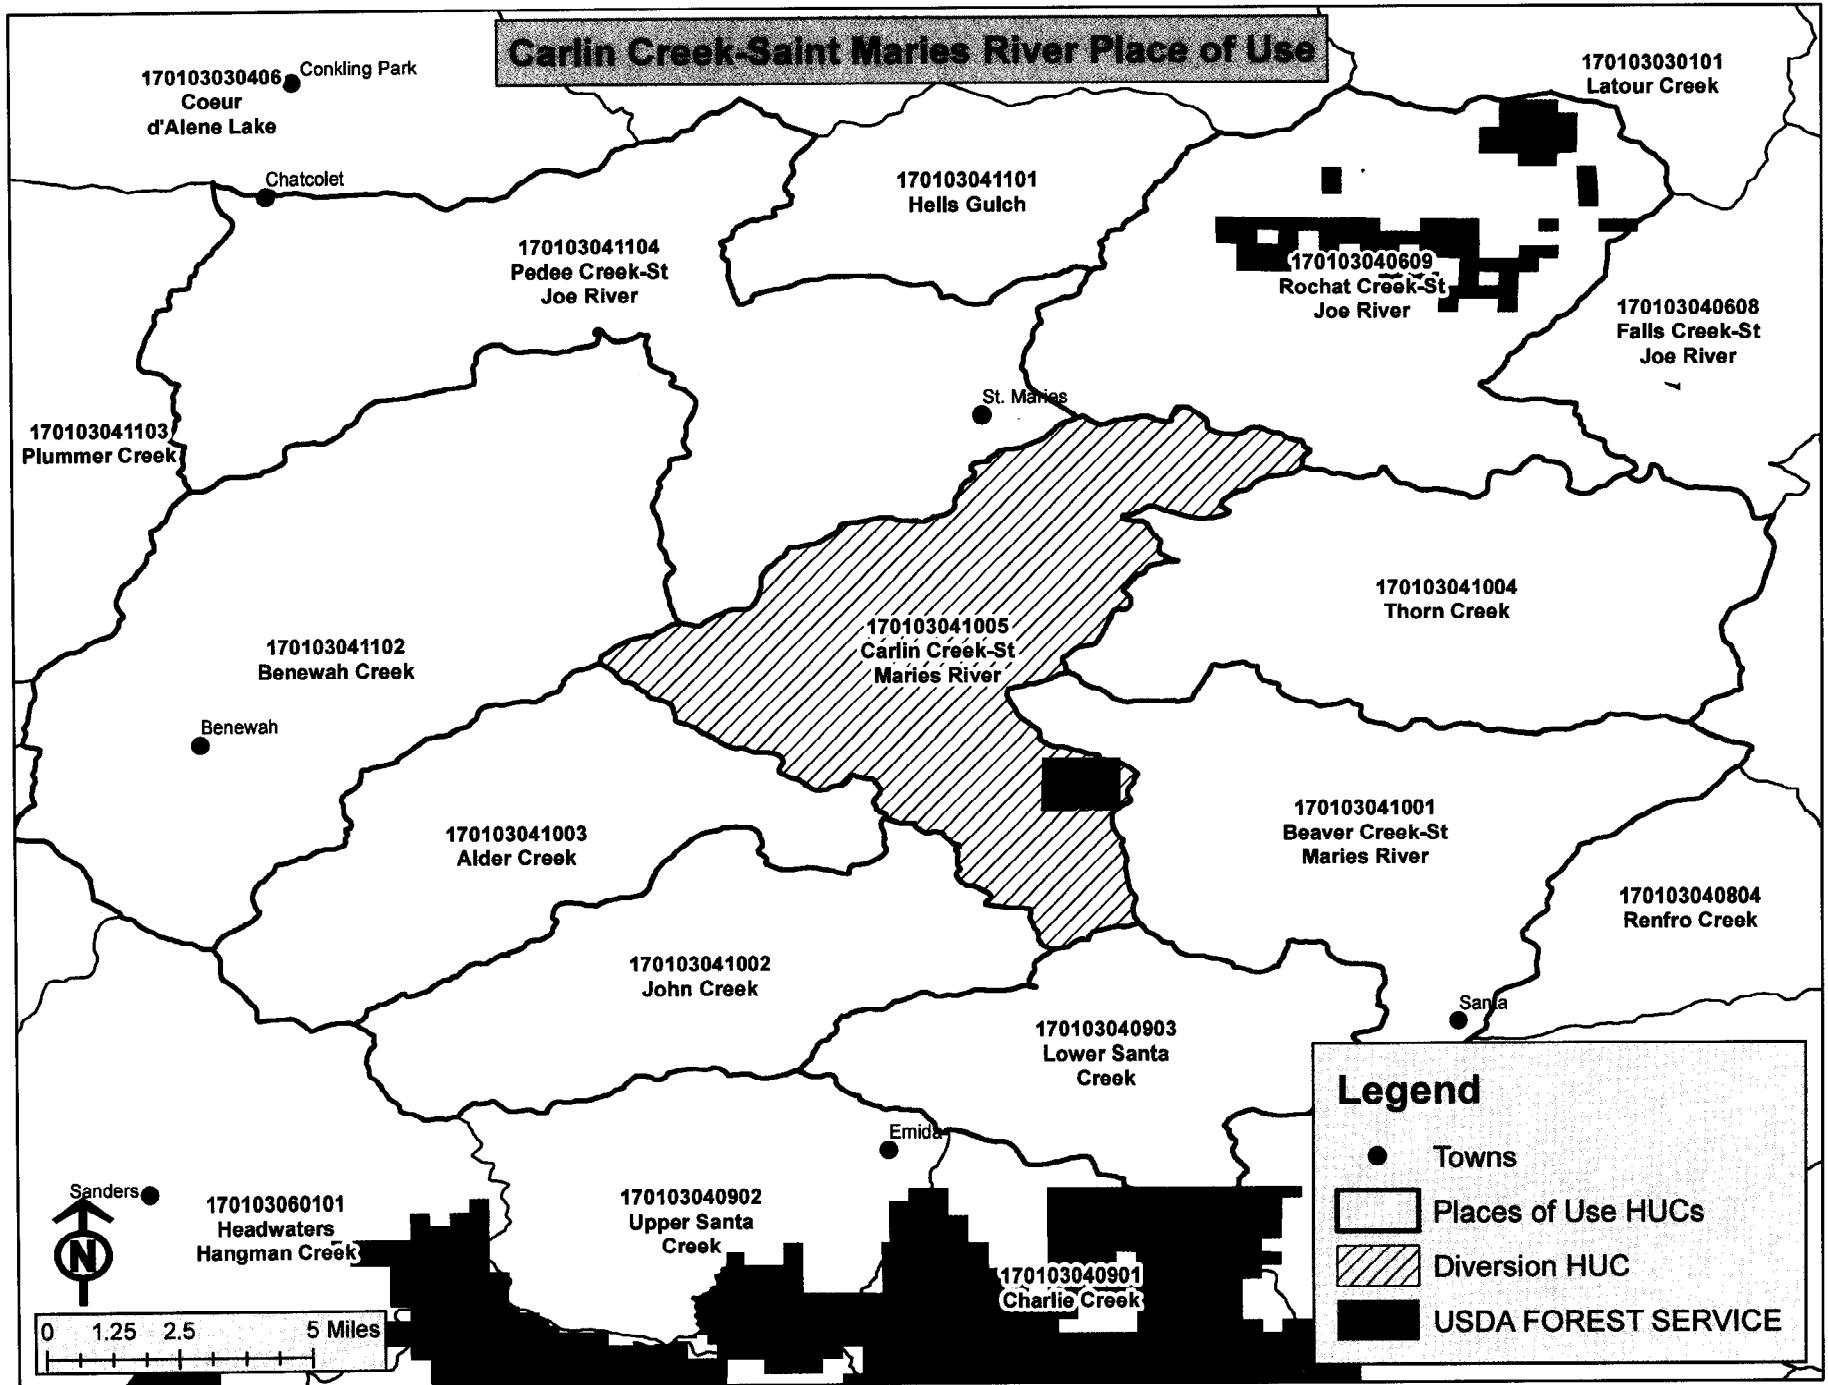 Carlin Creek-Saint Maries River Place of Use
170103030406
Coeur
d'Alene Lake
Conkling Park
170103030101
Latour Creek
Chatcolet
170103041101
Hells Gulch
170103041104
Pedee Creek-St
Joe River
170103040609
Rochat Creek-St
Joe River
170103040608
Falls Creek-St
Joe River
St. Maries
170103041103
Plummer Creek
170103041004
Thorn Creek
170103041005
Carlin Creek-St
Maries River
170103041102
Benewah Creek
Benewah
170103041003
Alder Creek
170103041001
Beaver Creek-St
Maries River
170103040804
Renfro Creek
170103041002
John Creek
Santa
170103040903
Lower Santa
Creek
Emida
Sanders
170103060101
Headwaters
Hangman Creek
170103040902
Upper Santa
Creek
170103040901
Charlie Creek
N
0 1.25 2.5 5 Miles
Legend
Towns
Places of Use HUCs
Diversion HUC
USDA FOREST SERVICE